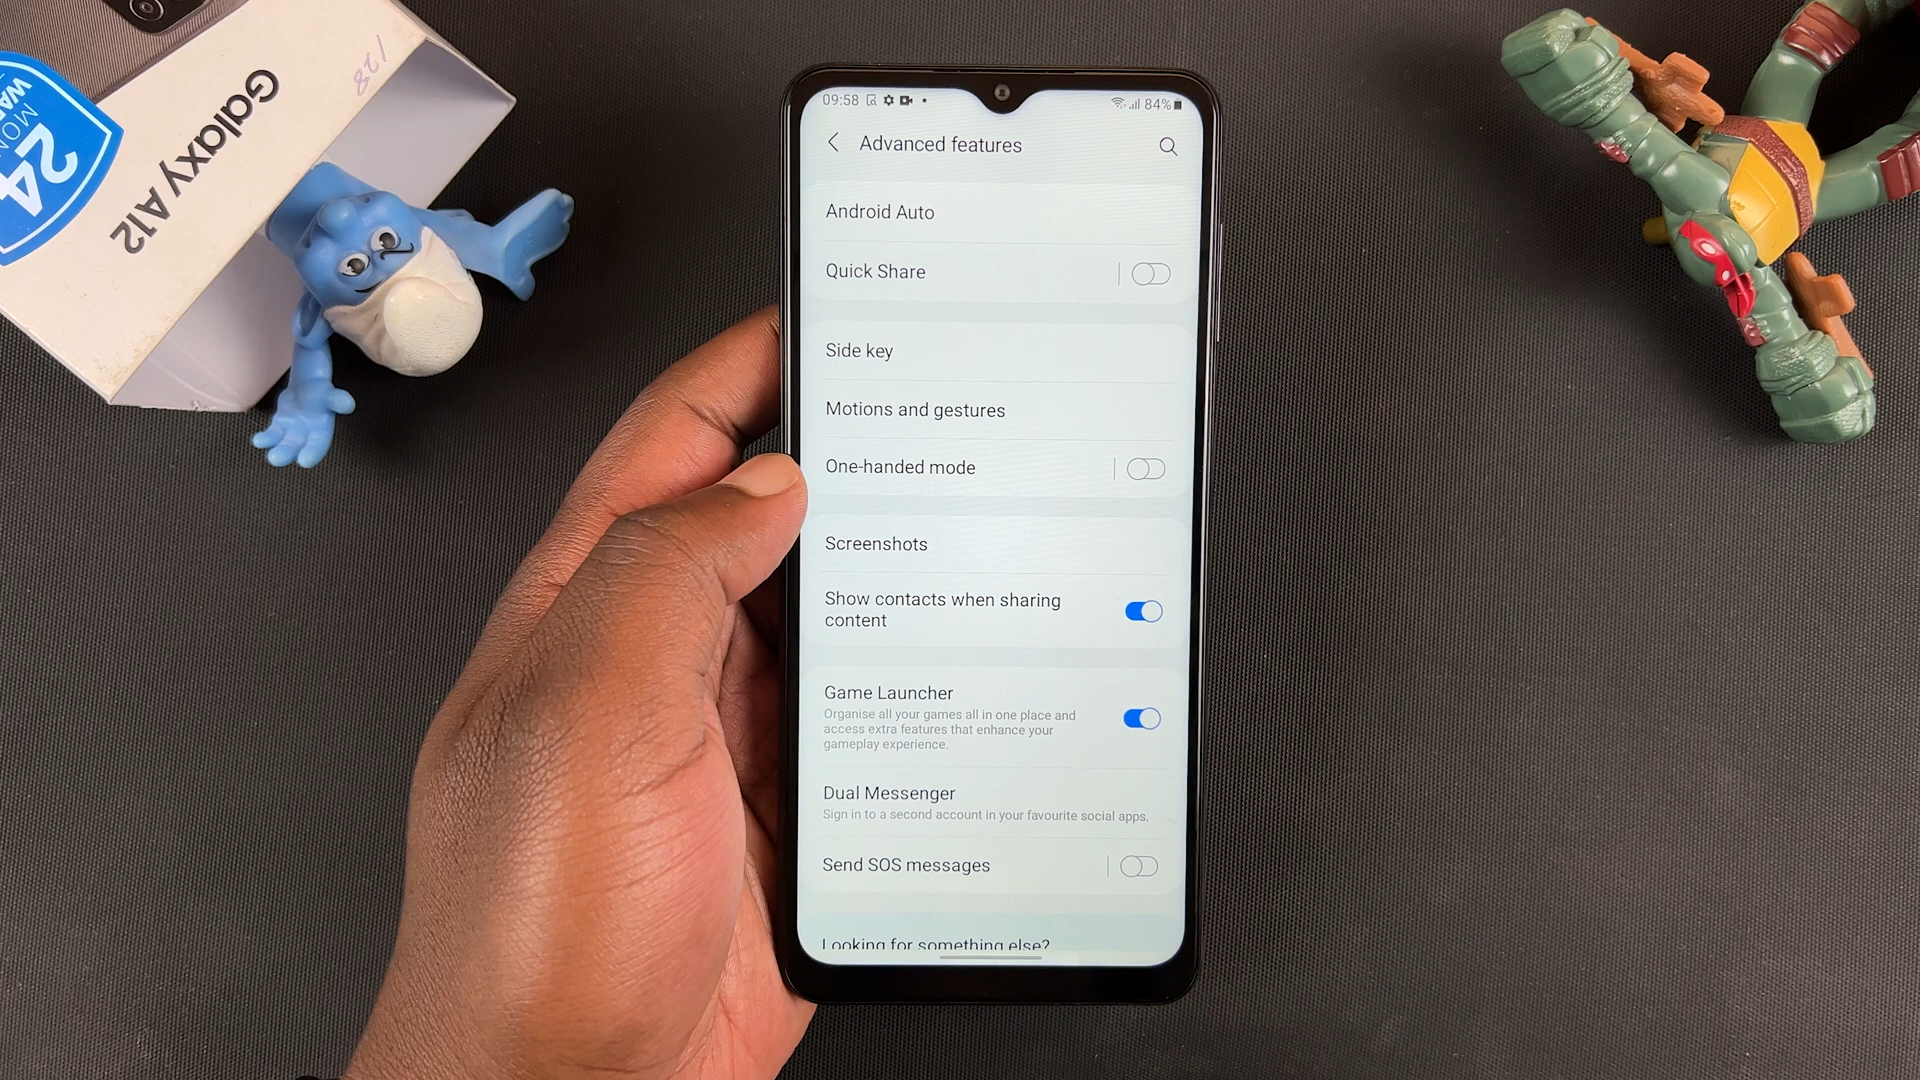 128
Galaxy A12
24
MON
WA
09:58
84%
Advanced features
Android Auto
Quick Share
Side key
Motions and gestures
One-handed mode
Screenshots
Show contacts when sharing
content
Game Launcher
Organise all your games all in one place and
access extra features that enhance your
gameplay experience.
Dual Messenger
Sign in to a second account in your favourite social apps.
Send SOS messages
Looking for something else?